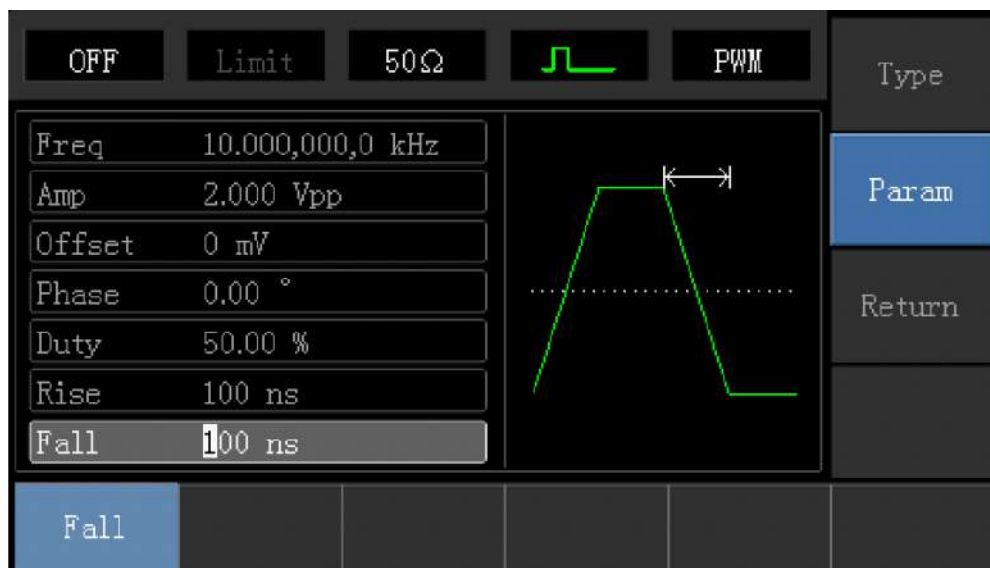 OFF Limit 50Ω PWM
Type
Freq 10.000,000,0 kHz
Amp 2.000 Vpp
Param
Offset 0 mV
Phase 0.00 °
Return
Duty 50.00 %
Rise 100 ns
Fall 100 ns
Fall